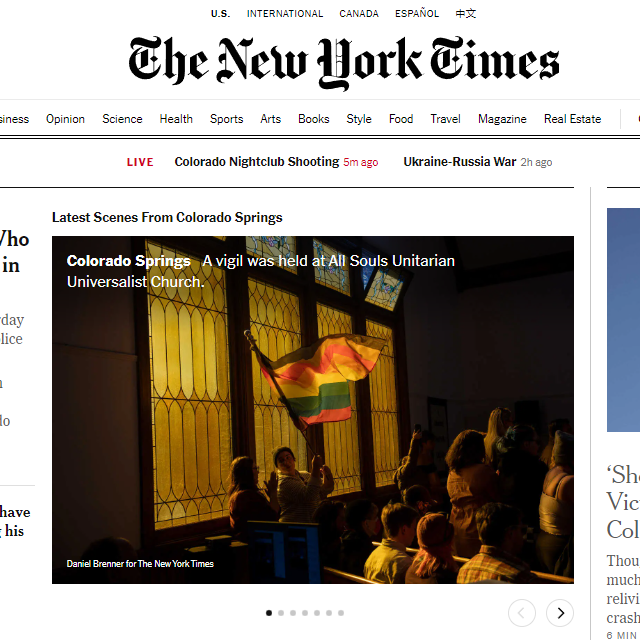 U.S. INTERNATIONAL CANADA ESPAÑOL 中文
The New York Times
siness Opinion Science Health Sports Arts Books Style Food Travel Magazine Real Estate
LIVE Colorado Nightclub Shooting 5m ago Ukraine-Russia War 2h ago
Who
in
rday
lice
n
do
have
his
Latest Scenes From Colorado Springs
Colorado Springs A vigil was held at All Souls Unitarian
Universalist Church.
Daniel Brenner for The New York Times
‘Sh
Vic
Col
Thou
much
relivi
crash
6 MIN